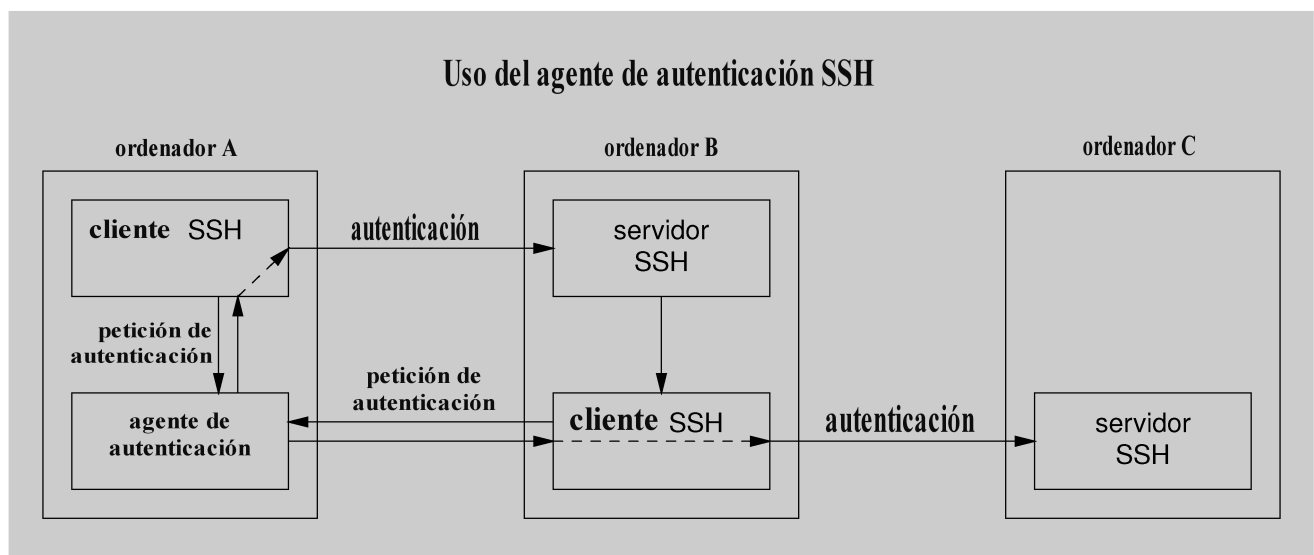 Uso del agente de autenticación SSH
ordenador A
ordenador B
ordenador C
cliente SSH
autenticación
servidor
SSH
petición de
autenticación
petición de
autenticación
agente de
autenticación
cliente SSH
autenticación
servidor
SSH